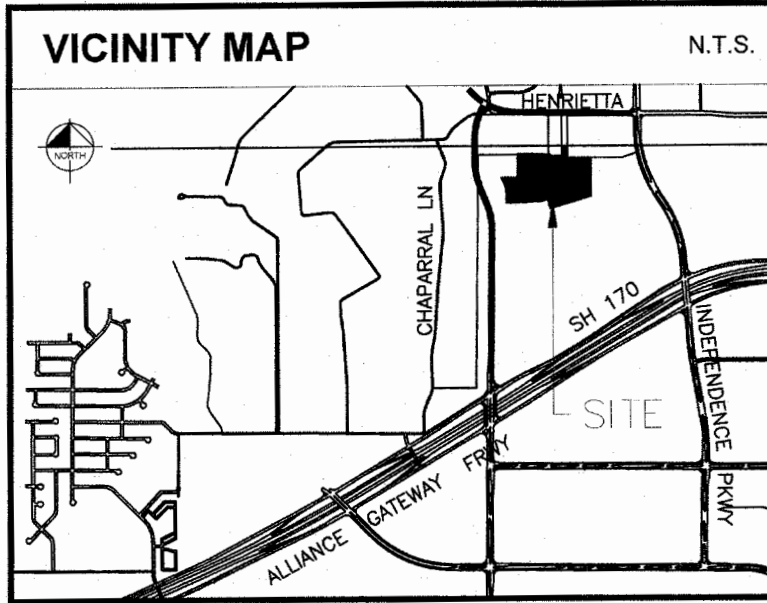 VICINITY MAP
N.T.S.
HENRIETTA
NORTH
CHAPARRAL LN
SH 170
INDEPENDENCE PKWY
SITE
ALLIANCE GATEWAY FRWY